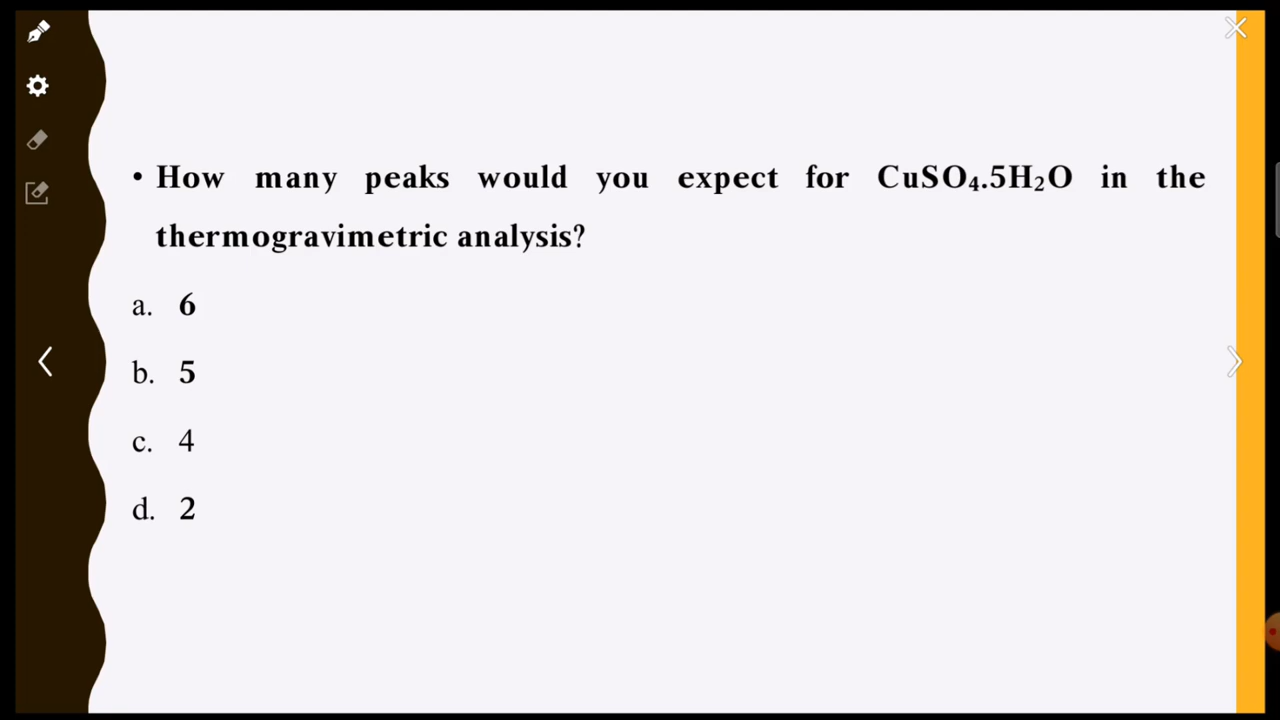 • How many peaks would you expect for CuSO₄.5H₂O in the
thermogravimetric analysis?
a. 6
b. 5
c. 4
d. 2